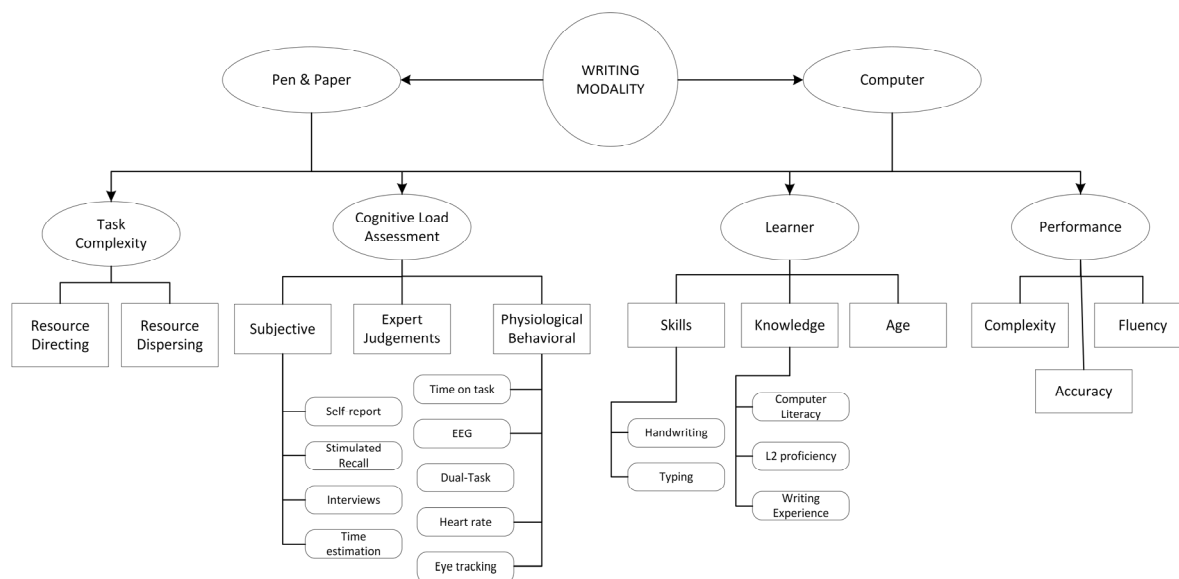 WRITING
MODALITY
Pen & Paper
Computer
Task
Complexity
Cognitive Load
Assessment
Learner
Performance
Resource
Directing
Resource
Dispersing
Subjective
Expert
Judgements
Physiological
Behavioral
Skills
Knowledge
Age
Complexity
Fluency
Accuracy
Self-report
Stimulated
Recall
Interviews
Time
estimation
Time on task
EEG
Dual-Task
Heart rate
Eye tracking
Handwriting
Typing
Computer
Literacy
L2 proficiency
Writing
Experience